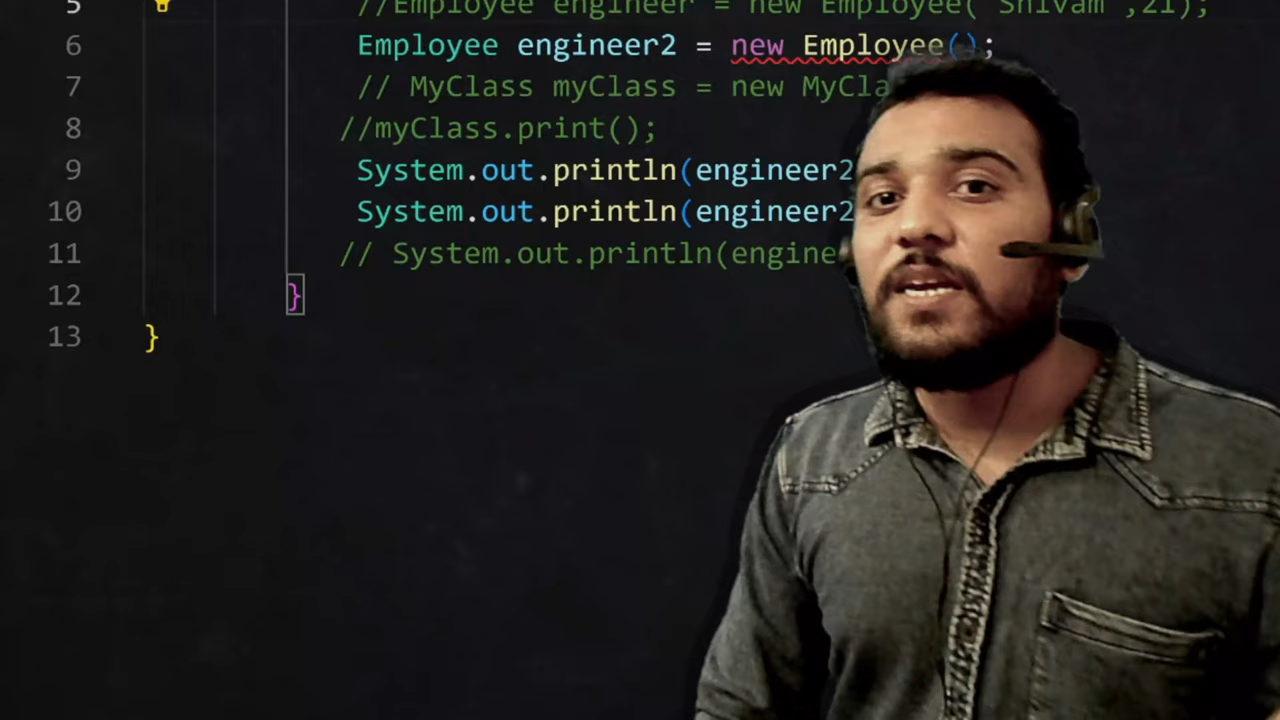 5 //Employee engineer = new Employee("Shivam",21);
6 Employee engineer2 = new Employee();
7 // MyClass myClass = new MyCla
8 //myClass.print();
9 System.out.println(engineer2
10 System.out.println(engineer2
11 // System.out.println(enginee
12 }
13 }